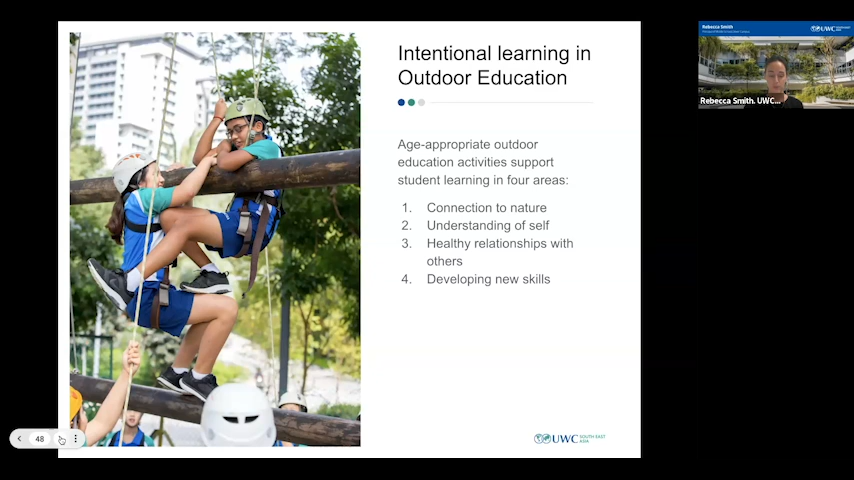 Intentional learning in
Outdoor Education
Age-appropriate outdoor
education activities support
student learning in four areas:
1. Connection to nature
2. Understanding of self
3. Healthy relationships with
others
4. Developing new skills
UWC SOUTH EAST
ASIA
48
Rebecca Smith
UWC
Rebecca Smith. UWC...